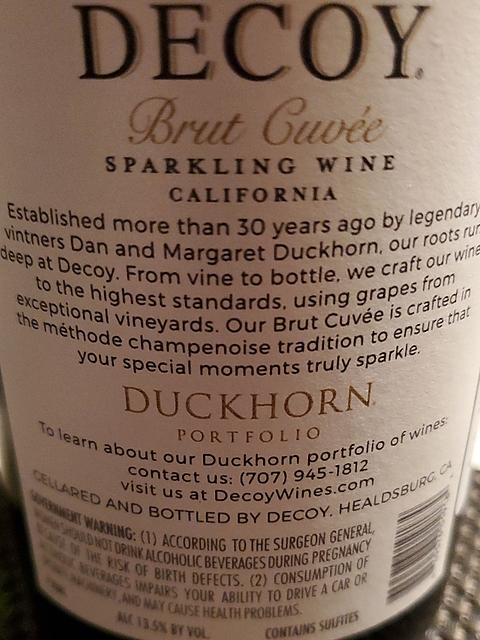 DECOY.
Brut Cuvée
SPARKLING WINE
CALIFORNIA
Established more than 30 years ago by legendary
vintners Dan and Margaret Duckhorn, our roots run
deep at Decoy. From vine to bottle, we craft our wine
to the highest standards, using grapes from
exceptional vineyards. Our Brut Cuvée is crafted in
the méthode champenoise tradition to ensure that
your special moments truly sparkle.
DUCKHORN
PORTFOLIO
To learn about our Duckhorn portfolio of wines:
contact us: (707) 945-1812
visit us at DecoyWines.com
CELLARED AND BOTTLED BY DECOY, HEALDSBURG, CA
GOVERNMENT WARNING: (1) ACCORDING TO THE SURGEON GENERAL,
SHOULD NOT DRINK ALCOHOLIC BEVERAGES DURING PREGNANCY
OF THE RISK OF BIRTH DEFECTS. (2) CONSUMPTION OF
BEVERAGES IMPAIRS YOUR ABILITY TO DRIVE A CAR OR
MACHINERY, AND MAY CAUSE HEALTH PROBLEMS.
ALC 13.5% BY VOL. CONTAINS SULFITES